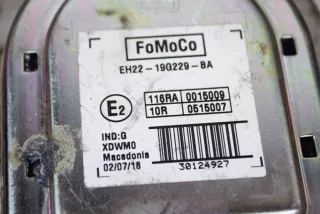 FoMoCo
EH22-19G229-BA
E2
116RA 0015009
10R 0515007
IND:G
XDWM0
Macedonia
02/07/16
30124927